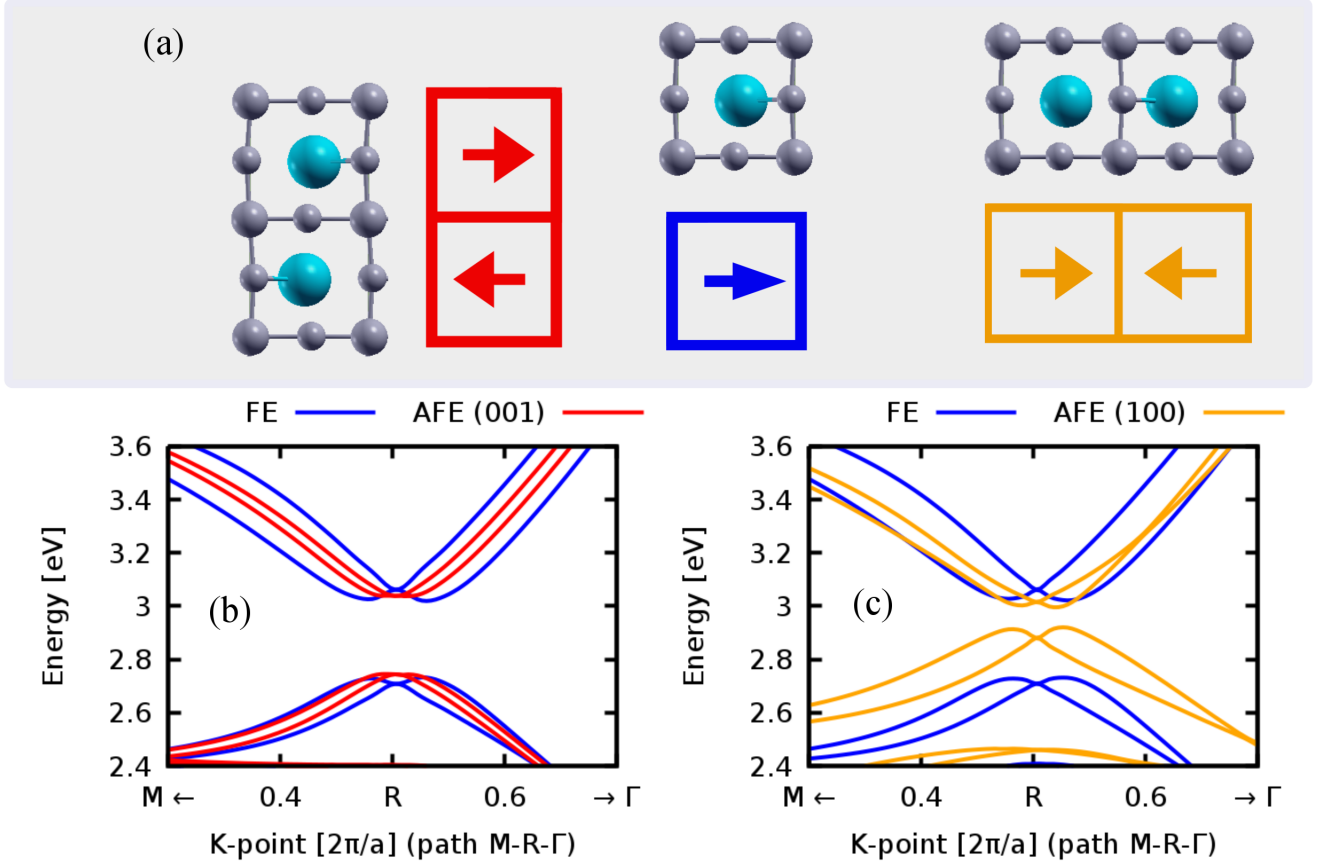 (a)
FE AFE (001)
3.6
3.4
3.2
3
2.8
2.6
2.4
Energy [eV]
(b)
M ← 0.4 R 0.6 → Γ
K-point [2π/a] (path M-R-Γ)
FE AFE (100)
3.6
3.4
3.2
3
2.8
2.6
2.4
Energy [eV]
(c)
M ← 0.4 R 0.6 → Γ
K-point [2π/a] (path M-R-Γ)